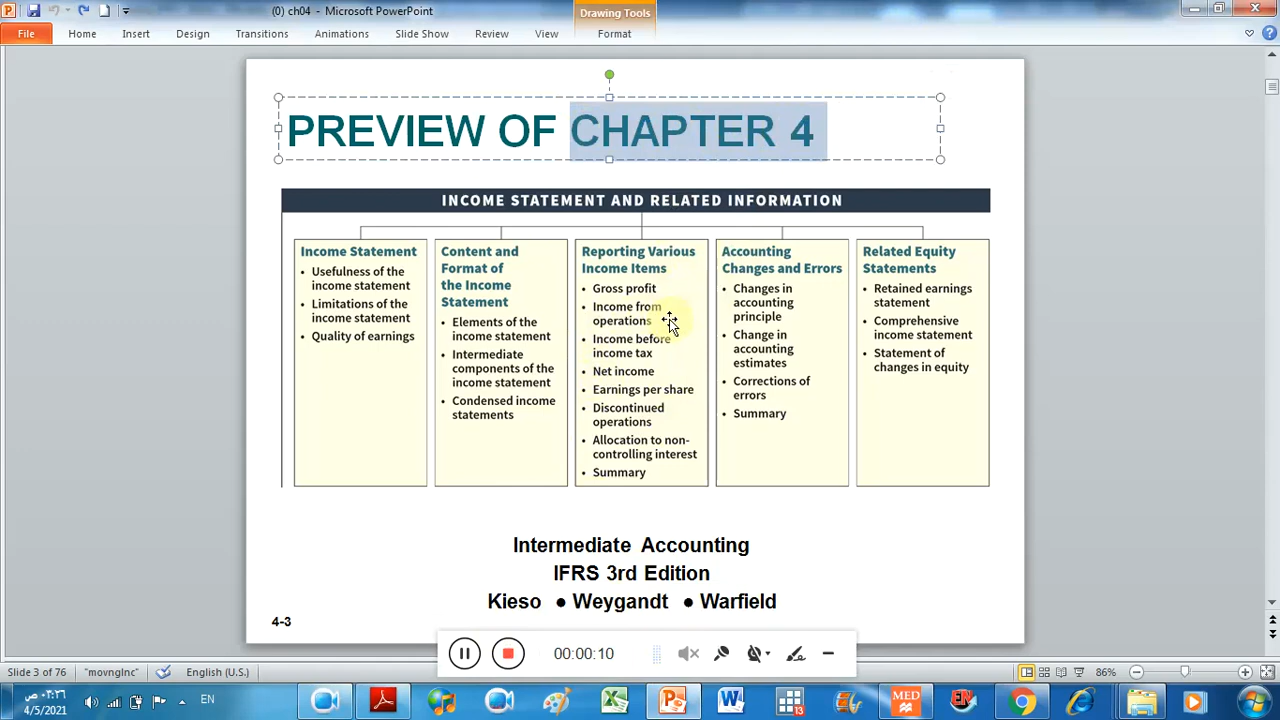 (0) ch04 - Microsoft PowerPoint
Drawing Tools
File Home Insert Design Transitions Animations Slide Show Review View Format
PREVIEW OF CHAPTER 4
INCOME STATEMENT AND RELATED INFORMATION
Income Statement
• Usefulness of the
income statement
• Limitations of the
income statement
• Quality of earnings
Content and
Format of
the Income
Statement
• Elements of the
income statement
• Intermediate
components of the
income statement
• Condensed income
statements
Reporting Various
Income Items
• Gross profit
• Income from
operations
• Income before
income tax
• Net income
• Earnings per share
• Discontinued
operations
• Allocation to non-
controlling interest
• Summary
Accounting
Changes and Errors
• Changes in
accounting
principle
• Change in
accounting
estimates
• Corrections of
errors
• Summary
Related Equity
Statements
• Retained earnings
statement
• Comprehensive
income statement
• Statement of
changes in equity
Intermediate Accounting
IFRS 3rd Edition
Kieso ● Weygandt ● Warfield
4-3
00:00:10
Slide 3 of 76 "movngInc" English (U.S.) 86%
٠٢:٣٦ ص
4/5/2021
EN
MED
EN
13